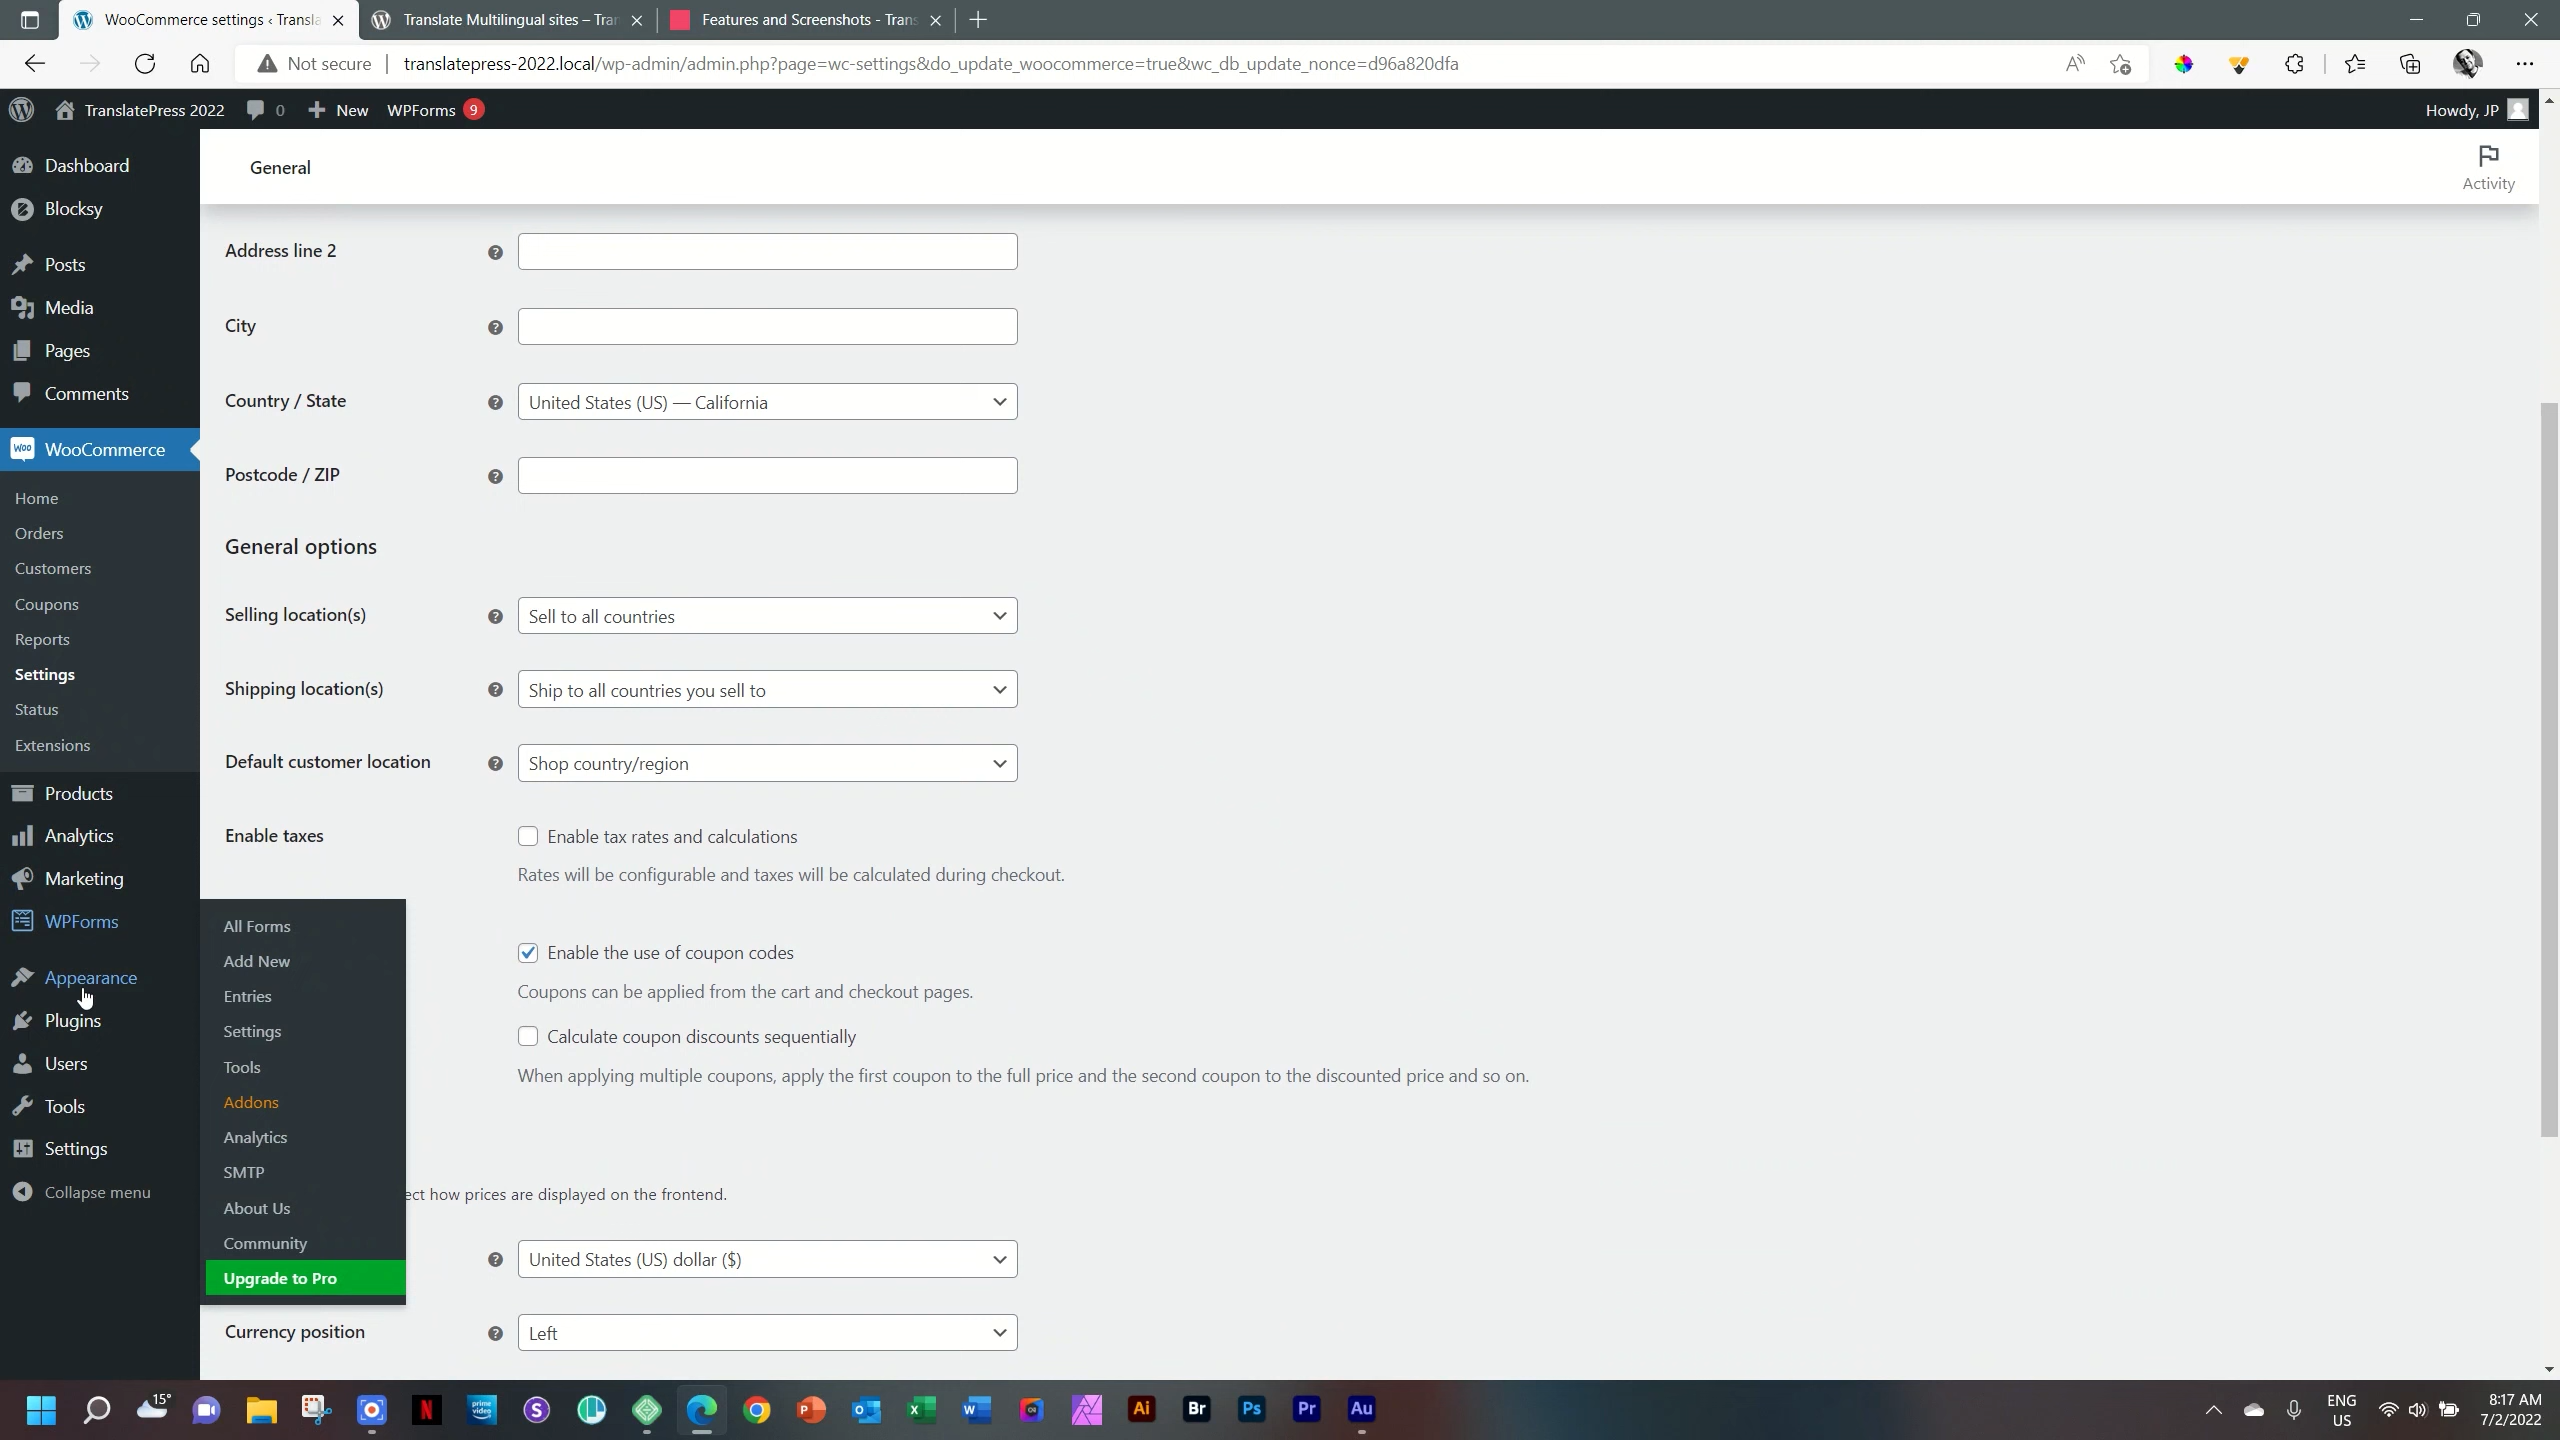 WooCommerce settings ‹ Transla
Translate Multilingual sites – Tran
Features and Screenshots - Trans
Not secure
translatepress-2022.local/wp-admin/admin.php?page=wc-settings&do_update_woocommerce=true&wc_db_update_nonce=d96a820dfa
TranslatePress 2022
0
New
WPForms 9
Howdy, JP
Dashboard
Blocksy
Posts
Media
Pages
Comments
WooCommerce
Home
Orders
Customers
Coupons
Reports
Settings
Status
Extensions
Products
Analytics
Marketing
WPForms
Appearance
Plugins
Users
Tools
Settings
Collapse menu
All Forms
Add New
Entries
Settings
Tools
Addons
Analytics
SMTP
About Us
Community
Upgrade to Pro
General
Activity
Address line 2
City
Country / State
United States (US) — California
Postcode / ZIP
General options
Selling location(s)
Sell to all countries
Shipping location(s)
Ship to all countries you sell to
Default customer location
Shop country/region
Enable taxes
Enable tax rates and calculations
Rates will be configurable and taxes will be calculated during checkout.
Enable the use of coupon codes
Coupons can be applied from the cart and checkout pages.
Calculate coupon discounts sequentially
When applying multiple coupons, apply the first coupon to the full price and the second coupon to the discounted price and so on.
ect how prices are displayed on the frontend.
United States (US) dollar ($)
Currency position
Left
15°
ENG
US
8:17 AM
7/2/2022